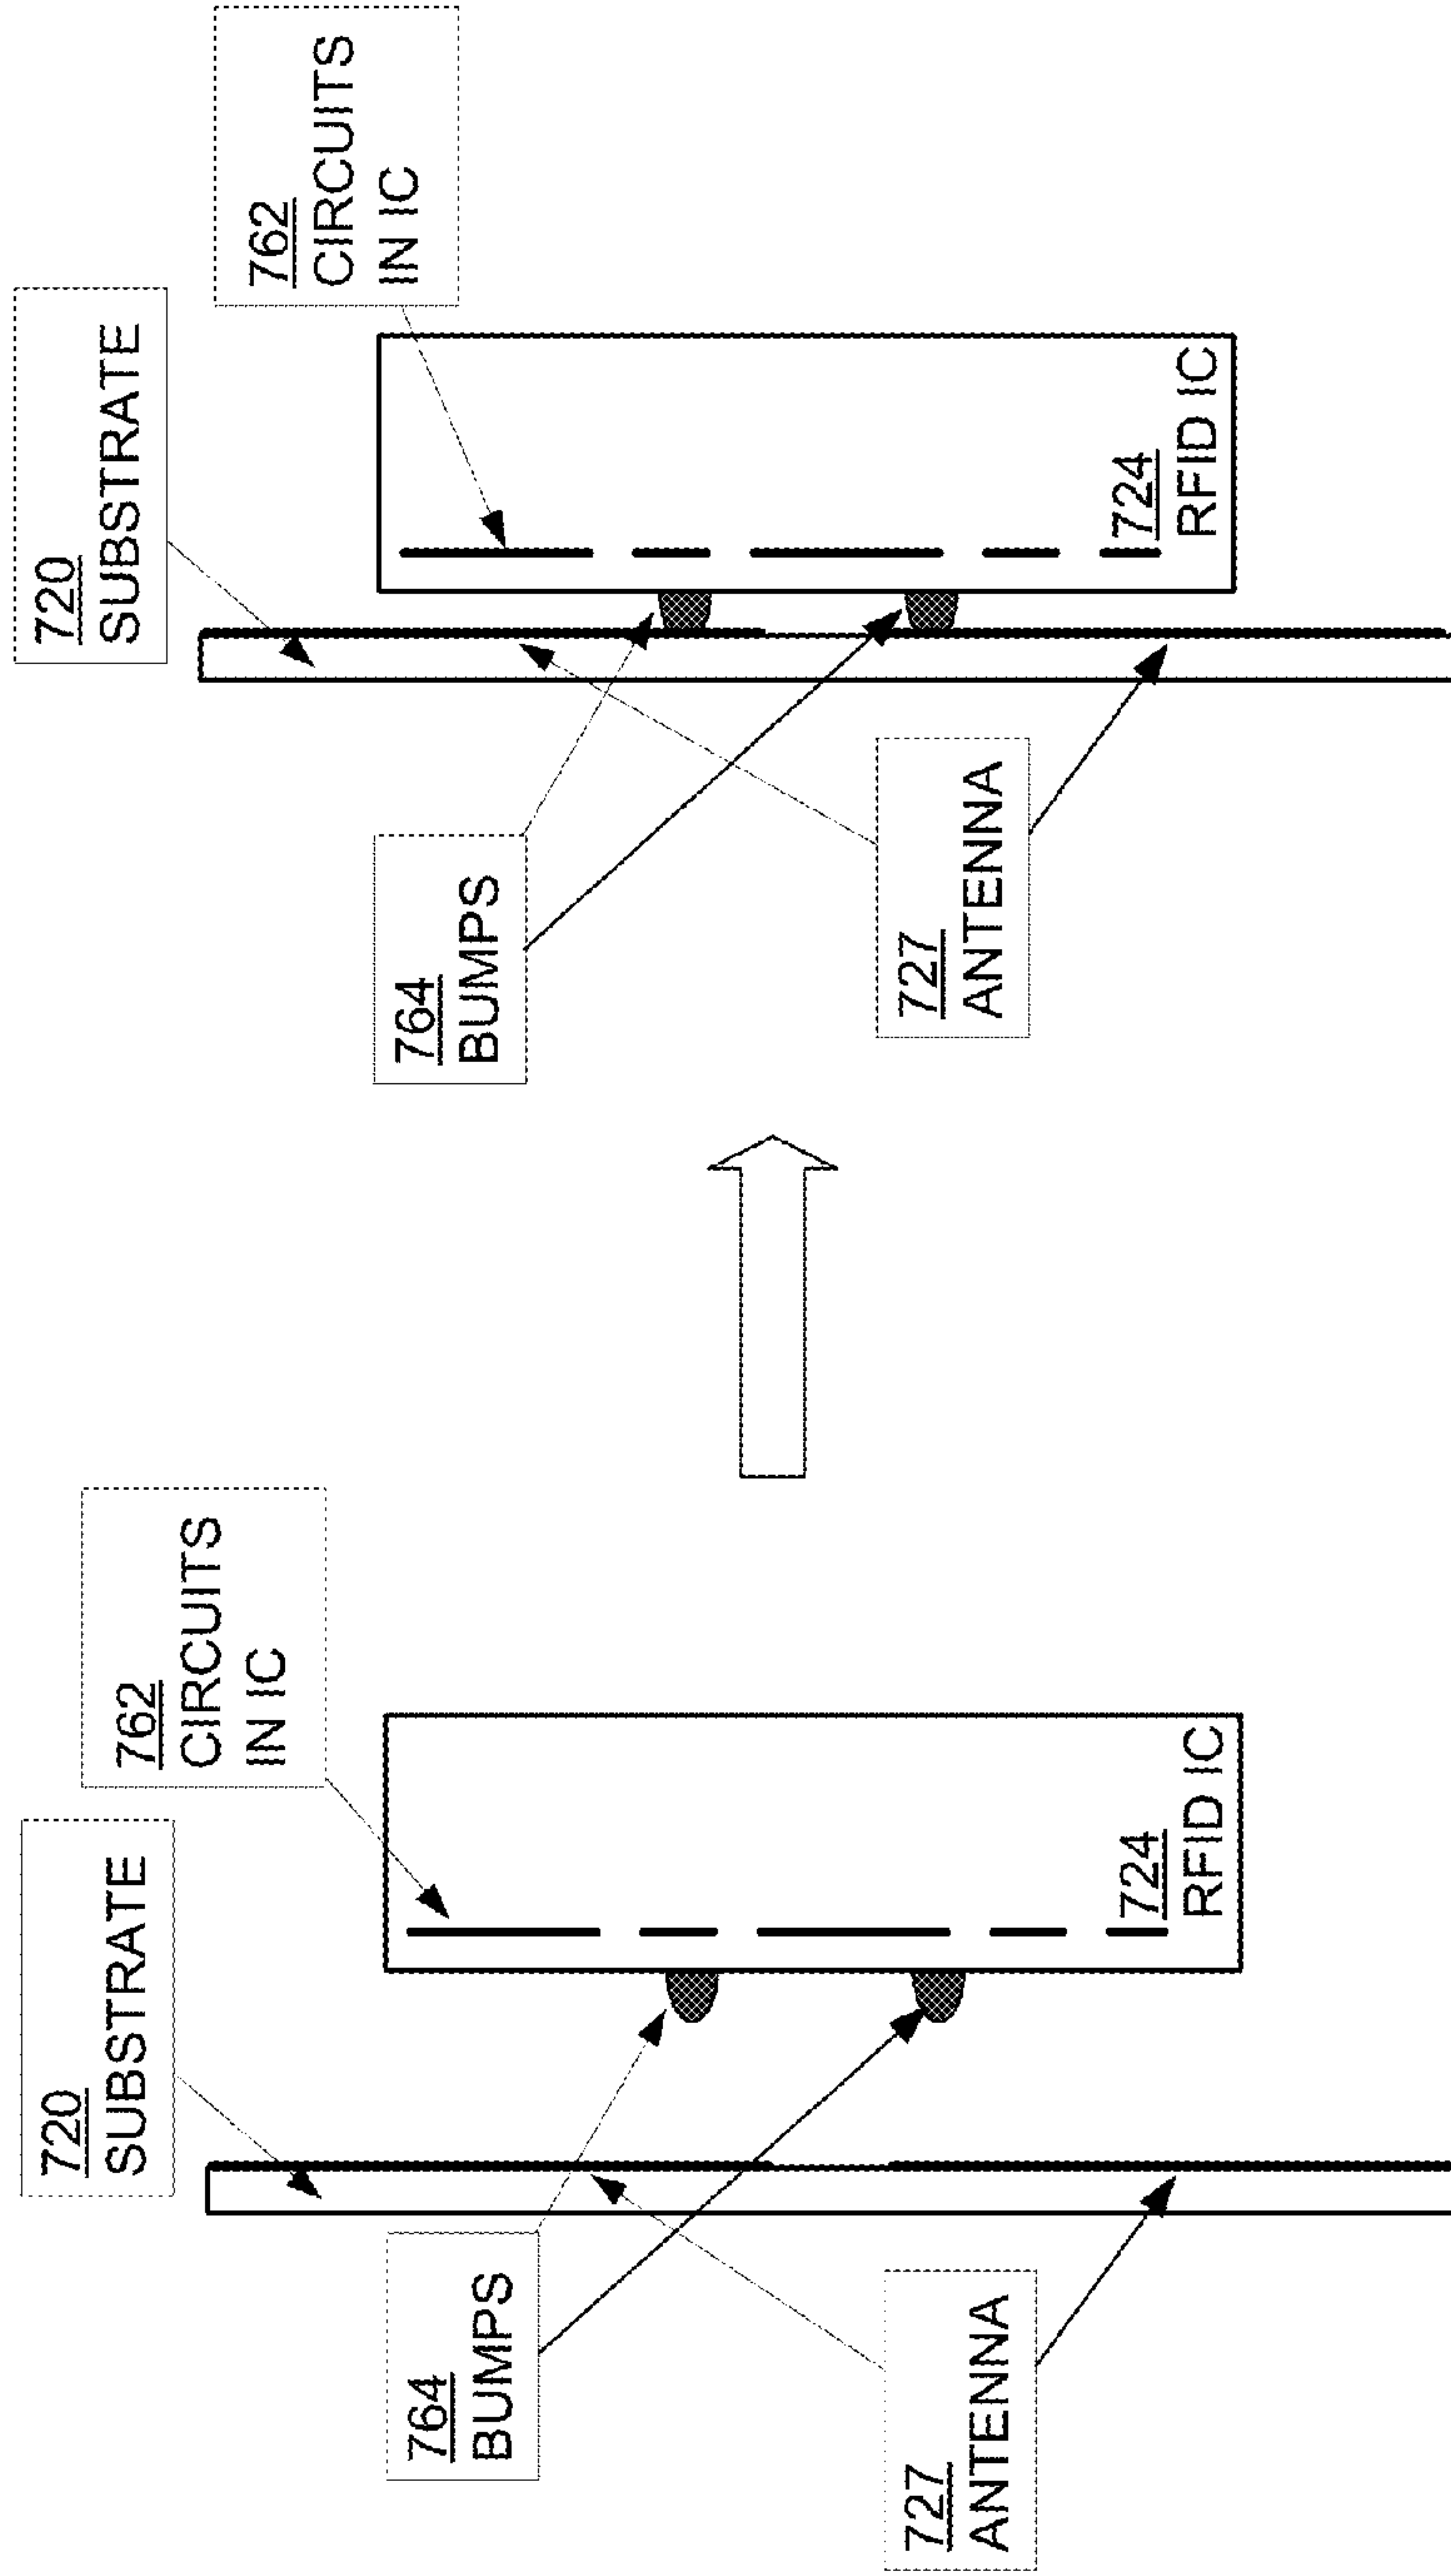 720
SUBSTRATE
762
CIRCUITS
IN IC
764
BUMPS
727
ANTENNA
724
RFID IC
720
SUBSTRATE
762
CIRCUITS
IN IC
764
BUMPS
727
ANTENNA
724
RFID IC